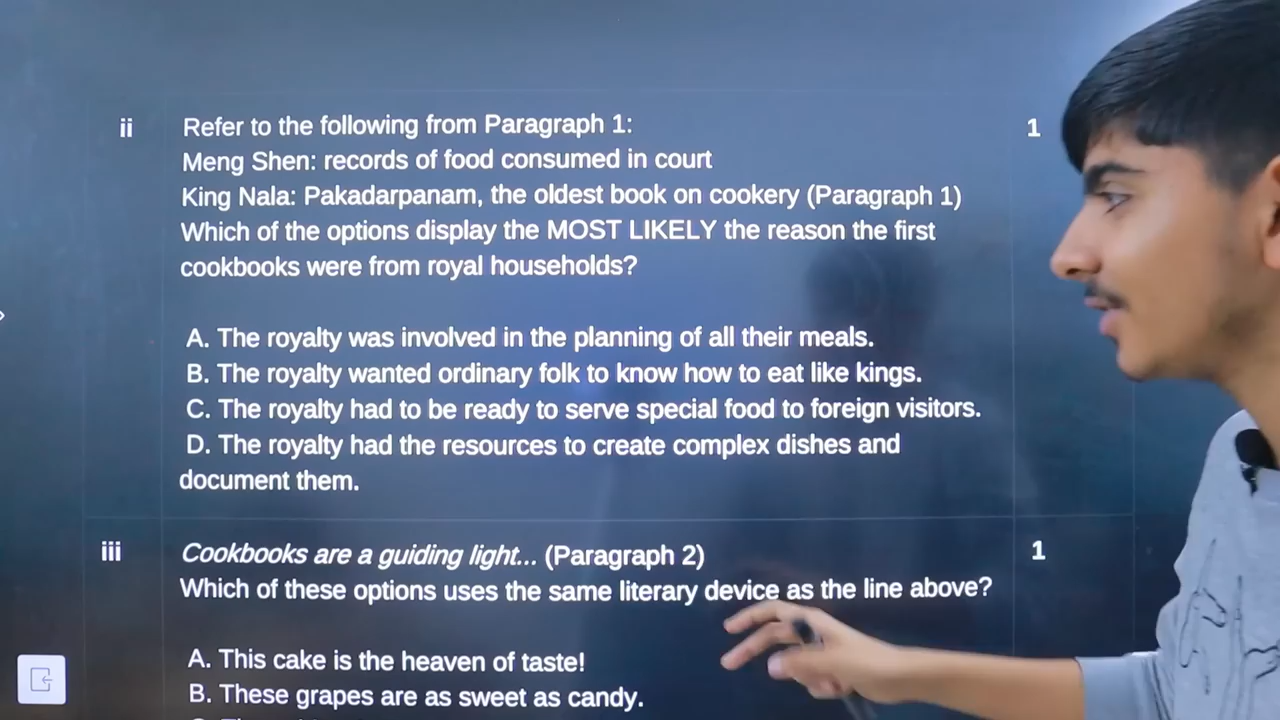 ii
Refer to the following from Paragraph 1:
1
Meng Shen: records of food consumed in court
King Nala: Pakadarpanam, the oldest book on cookery (Paragraph 1)
Which of the options display the MOST LIKELY the reason the first
cookbooks were from royal households?
A. The royalty was involved in the planning of all their meals.
B. The royalty wanted ordinary folk to know how to eat like kings.
C. The royalty had to be ready to serve special food to foreign visitors.
D. The royalty had the resources to create complex dishes and
document them.
iii
Cookbooks are a guiding light... (Paragraph 2)
1
Which of these options uses the same literary device as the line above?
A. This cake is the heaven of taste!
B. These grapes are as sweet as candy.